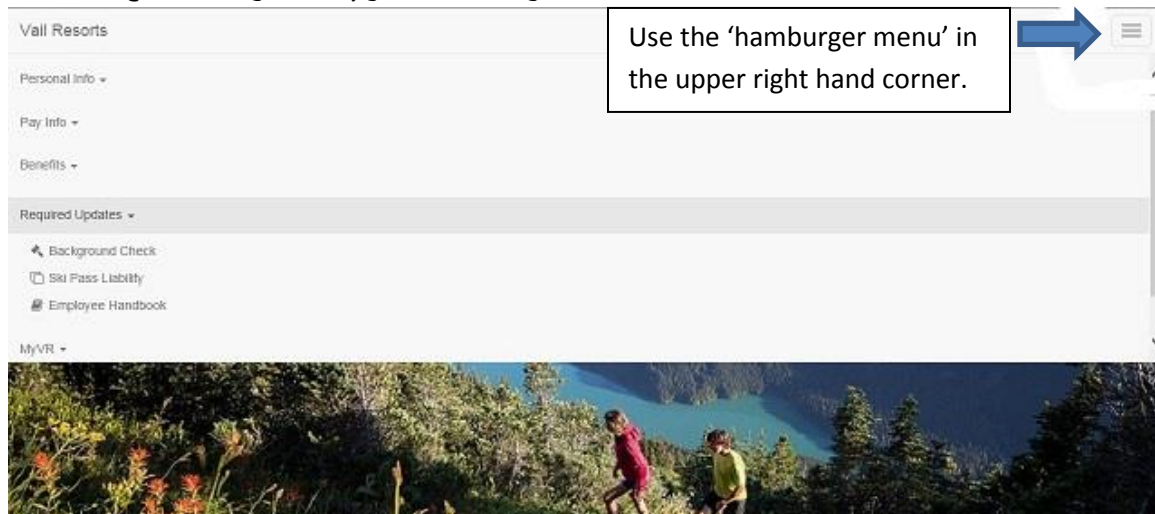 Vail Resorts
Use the ‘hamburger menu’ in
the upper right hand corner.
Personal Info
Pay Info
Benefits
Required Updates
Background Check
Ski Pass Liability
Employee Handbook
MyVR